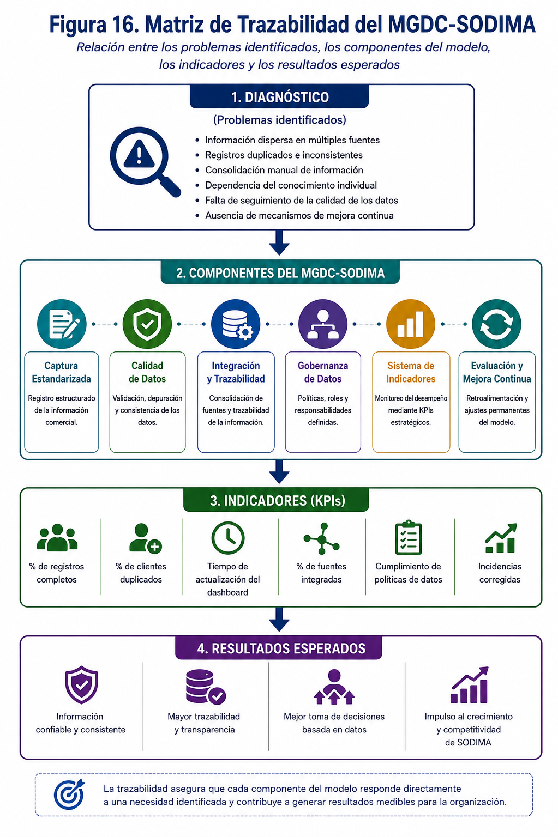 Figura 16. Matriz de Trazabilidad del MGDC-SODIMA
Relación entre los problemas identificados, los componentes del modelo,
los indicadores y los resultados esperados
1. DIAGNÓSTICO
(Problemas identificados)
• Información dispersa en múltiples fuentes
• Registros duplicados e inconsistentes
• Consolidación manual de información
• Dependencia del conocimiento individual
• Falta de seguimiento de la calidad de los datos
• Ausencia de mecanismos de mejora continua
2. COMPONENTES DEL MGDC-SODIMA
Captura
Estandarizada
Registro estructurado
de la información
comercial.
Calidad
de Datos
Validación, depuración
y consistencia de los
datos.
Integración
y Trazabilidad
Consolidación de
fuentes y trazabilidad
de la información.
Gobernanza
de Datos
Políticas, roles y
responsabilidades
definidas.
Sistema de
Indicadores
Monitoreo del desempeño
mediante KPIs
estratégicos.
Evaluación y
Mejora Continua
Retroalimentación y
ajustes permanentes
del modelo.
3. INDICADORES (KPIs)
% de registros
completos
% de clientes
duplicados
Tiempo de
actualización del
dashboard
% de fuentes
integradas
Cumplimiento de
políticas de datos
Incidencias
corregidas
4. RESULTADOS ESPERADOS
Información
confiable y consistente
Mayor trazabilidad
y transparencia
Mejor toma de decisiones
basada en datos
Impulso al crecimiento
y competitividad
de SODIMA
La trazabilidad asegura que cada componente del modelo responde directamente
a una necesidad identificada y contribuye a generar resultados medibles para la organización.